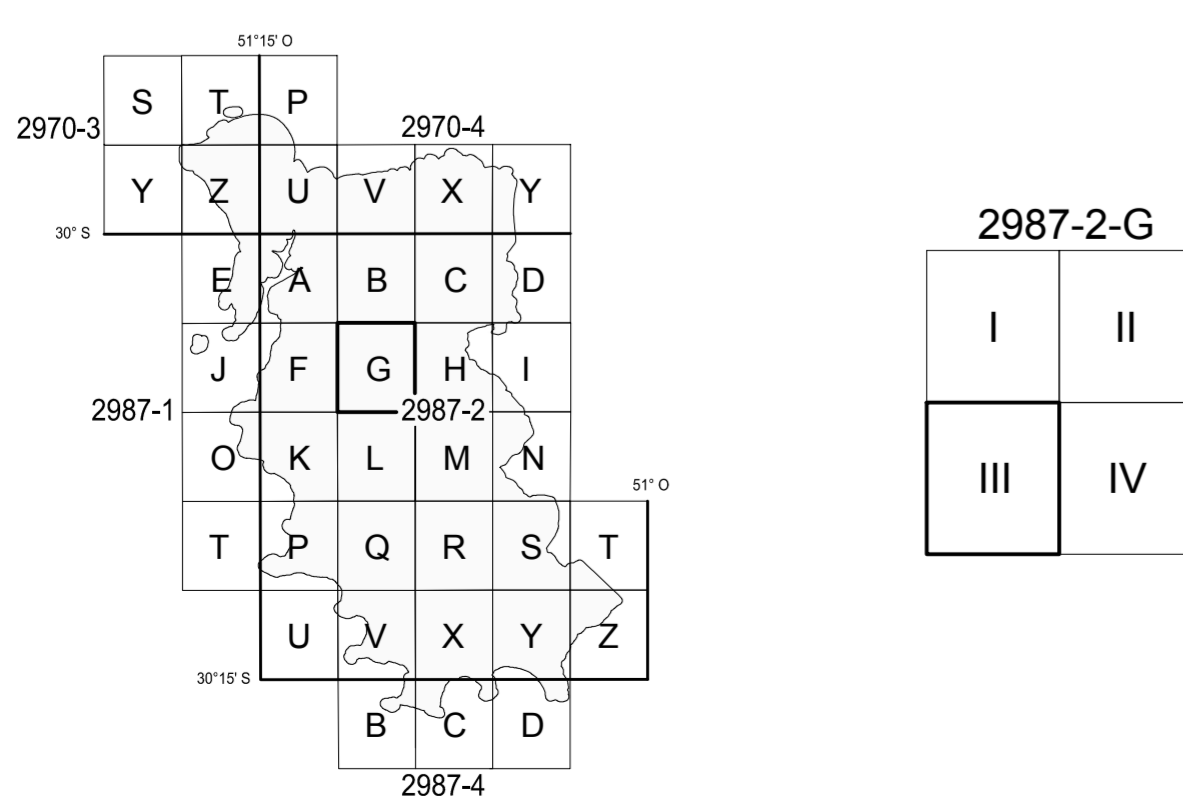 51°15' O
S T P
2970-3
2970-4
Y Z U V X Y
30° S
E A B C D
J F G H I
2987-1
2987-2
O K L M N
51° O
T P Q R S T
U V X Y Z
30°15' S
B C D
2987-4
2987-2-G
I II
III IV